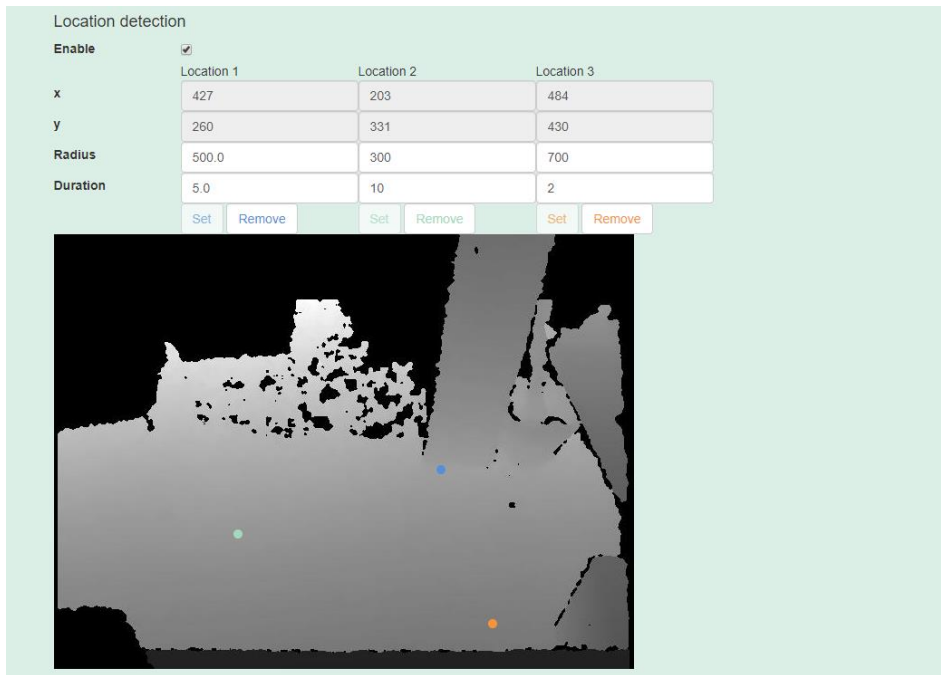 Location detection
Enable
Location 1 Location 2 Location 3
x 427 203 484
y 260 331 430
Radius 500.0 300 700
Duration 5.0 10 2
Set Remove Set Remove Set Remove